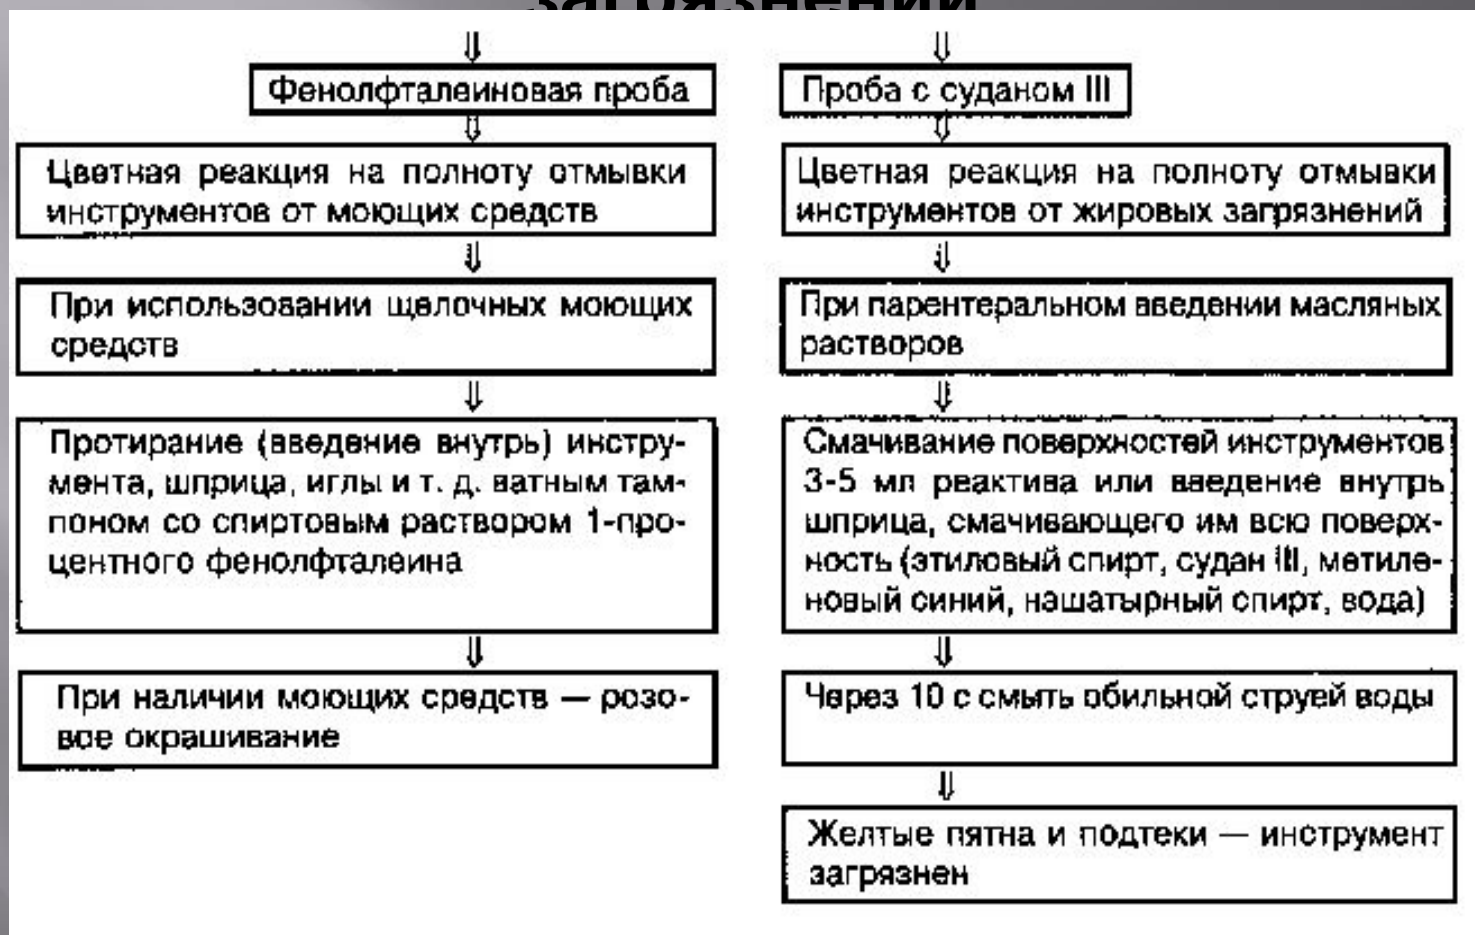 загрязнений
Фенолфталеиновая проба
Цветная реакция на полноту отмывки
инструментов от моющих средств
При использовании щелочных моющих
средств
Протирание (введение внутрь) инстру-
мента, шприца, иглы и т. д. ватным там-
поном со спиртовым раствором 1-про-
центного фенолфталеина
При наличии моющих средств — розо-
вое окрашивание
Проба с суданом III
Цветная реакция на полноту отмывки
инструментов от жировых загрязнений
При парентеральном введении масляных
растворов
Смачивание поверхностей инструментов
3-5 мл реактива или введение внутрь
шприца, смачивающего им всю поверх-
ность (этиловый спирт, судан III, метиле-
новый синий, нашатырный спирт, вода)
Через 10 с смыть обильной струей воды
Желтые пятна и подтеки — инструмент
загрязнен